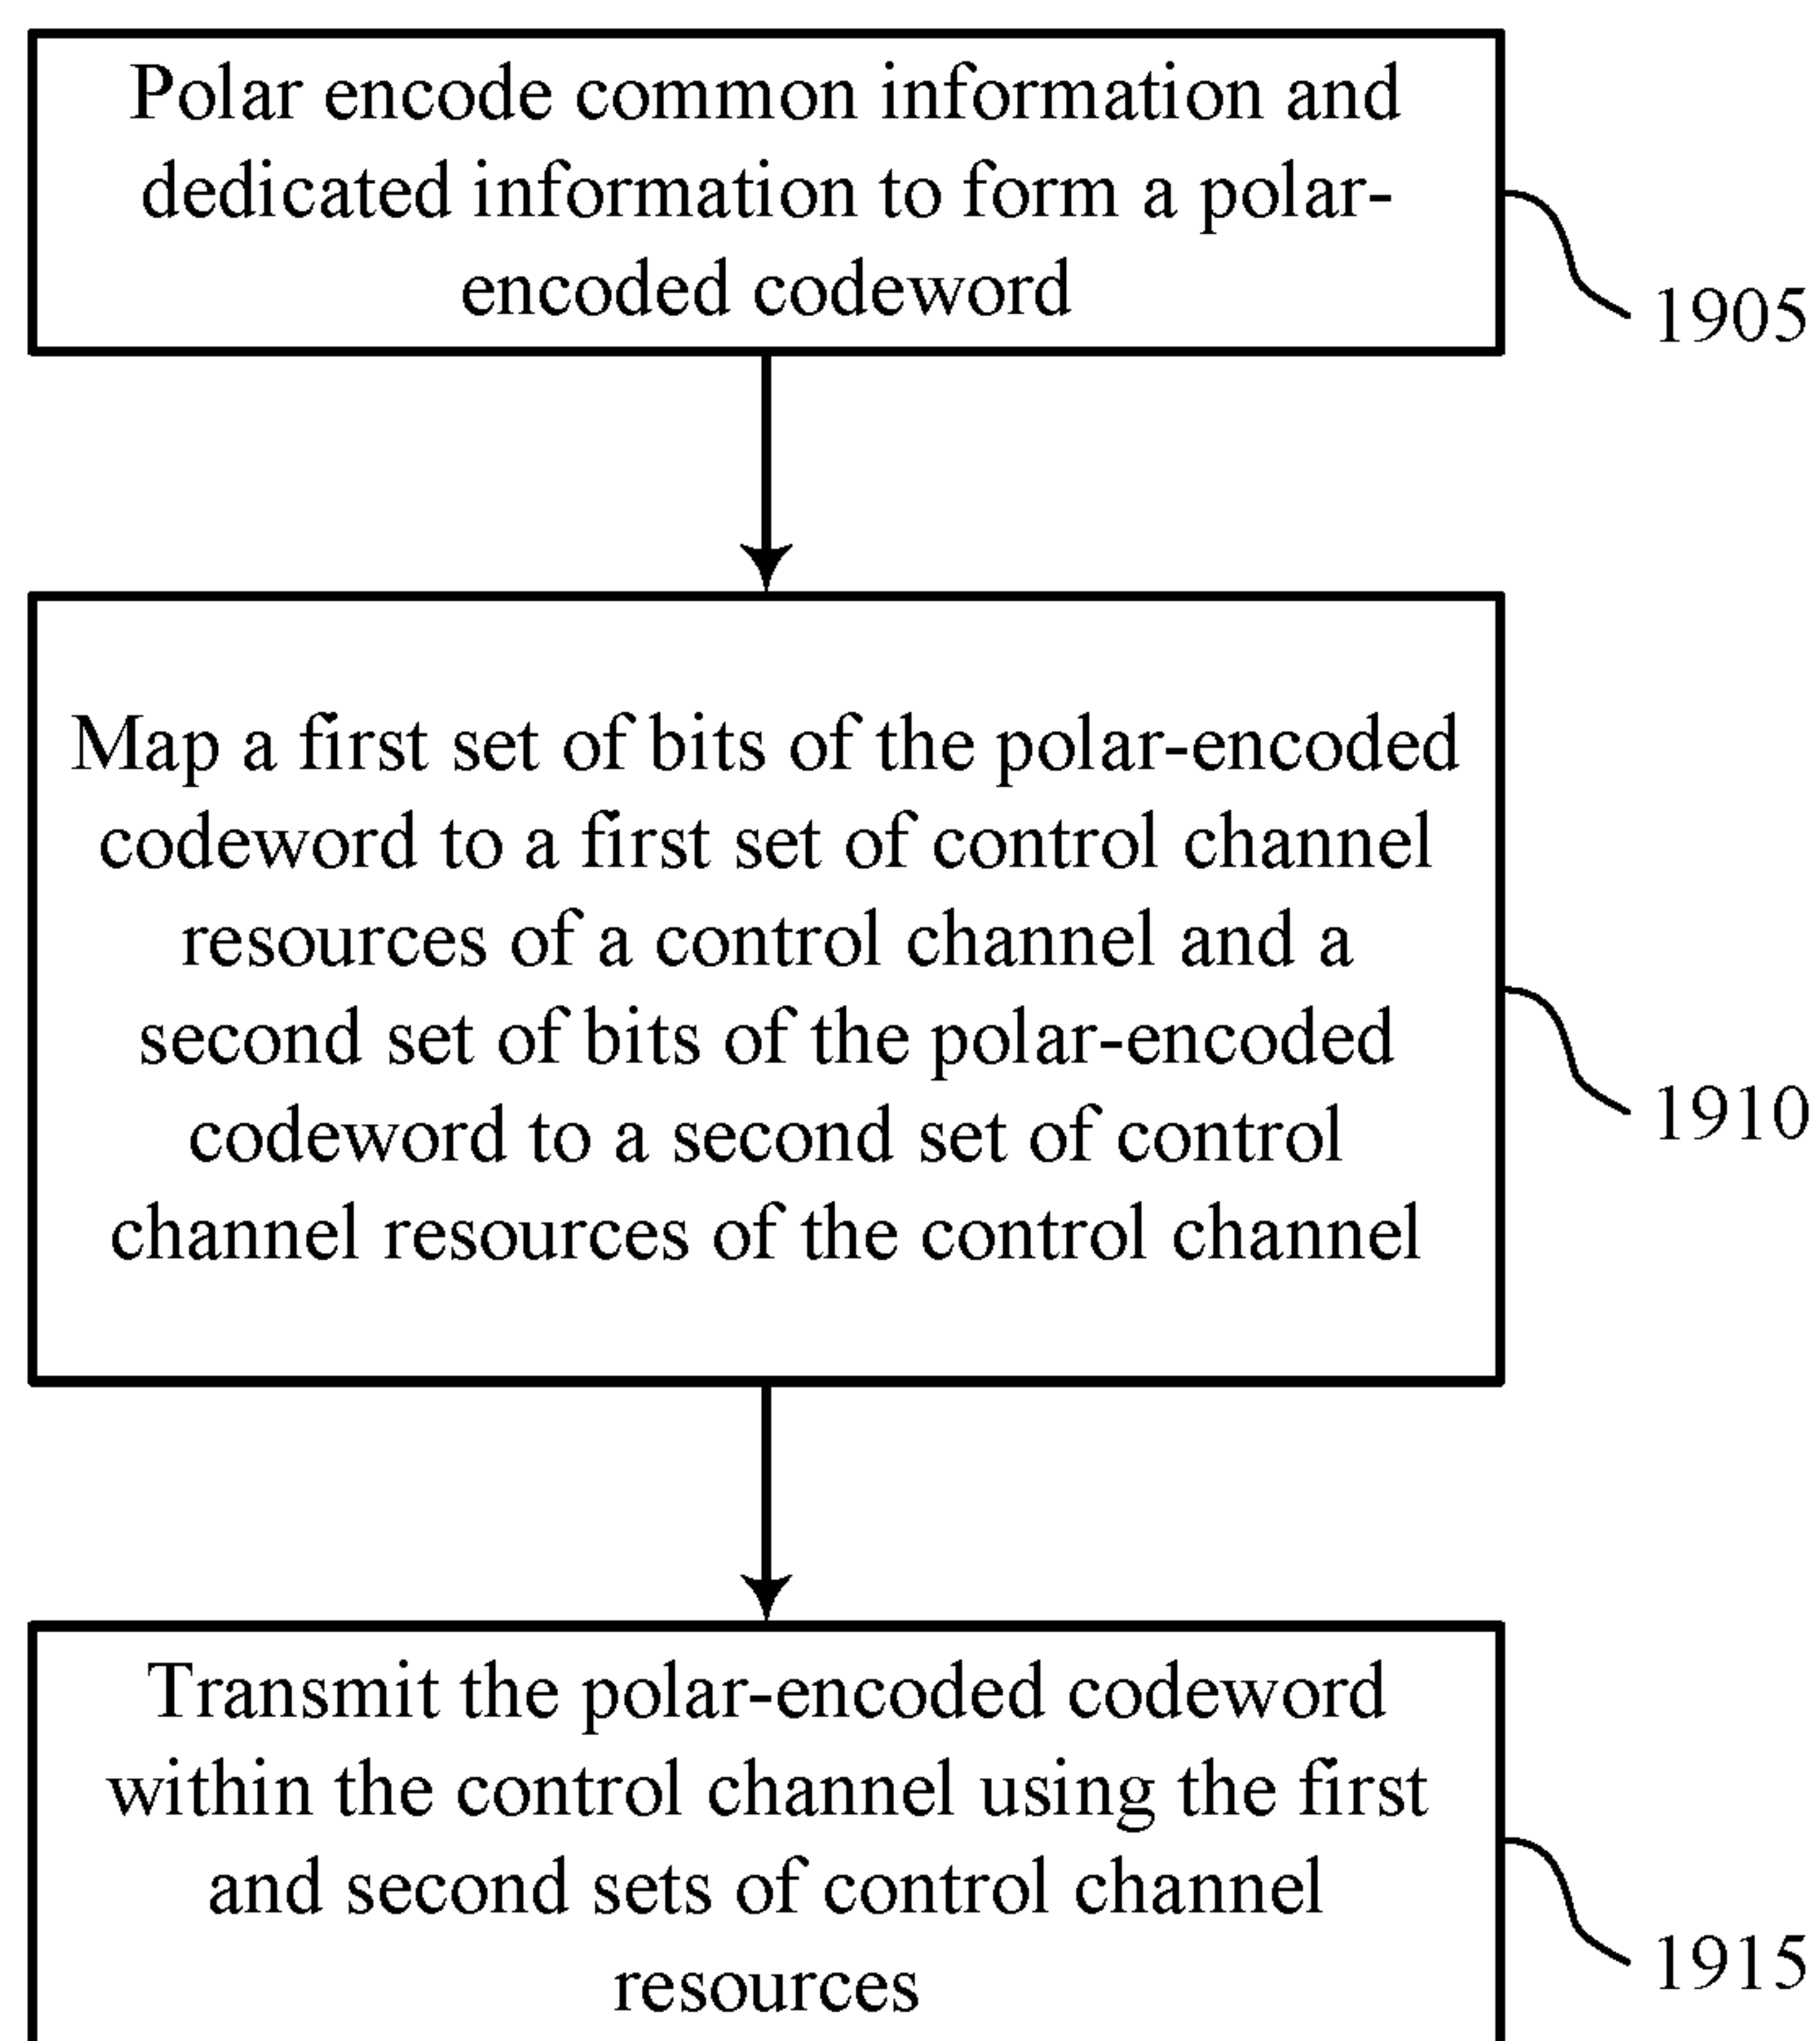 Polar encode common information and
dedicated information to form a polar-
encoded codeword
1905
Map a first set of bits of the polar-encoded
codeword to a first set of control channel
resources of a control channel and a
second set of bits of the polar-encoded
codeword to a second set of control
channel resources of the control channel
1910
Transmit the polar-encoded codeword
within the control channel using the first
and second sets of control channel
resources
1915